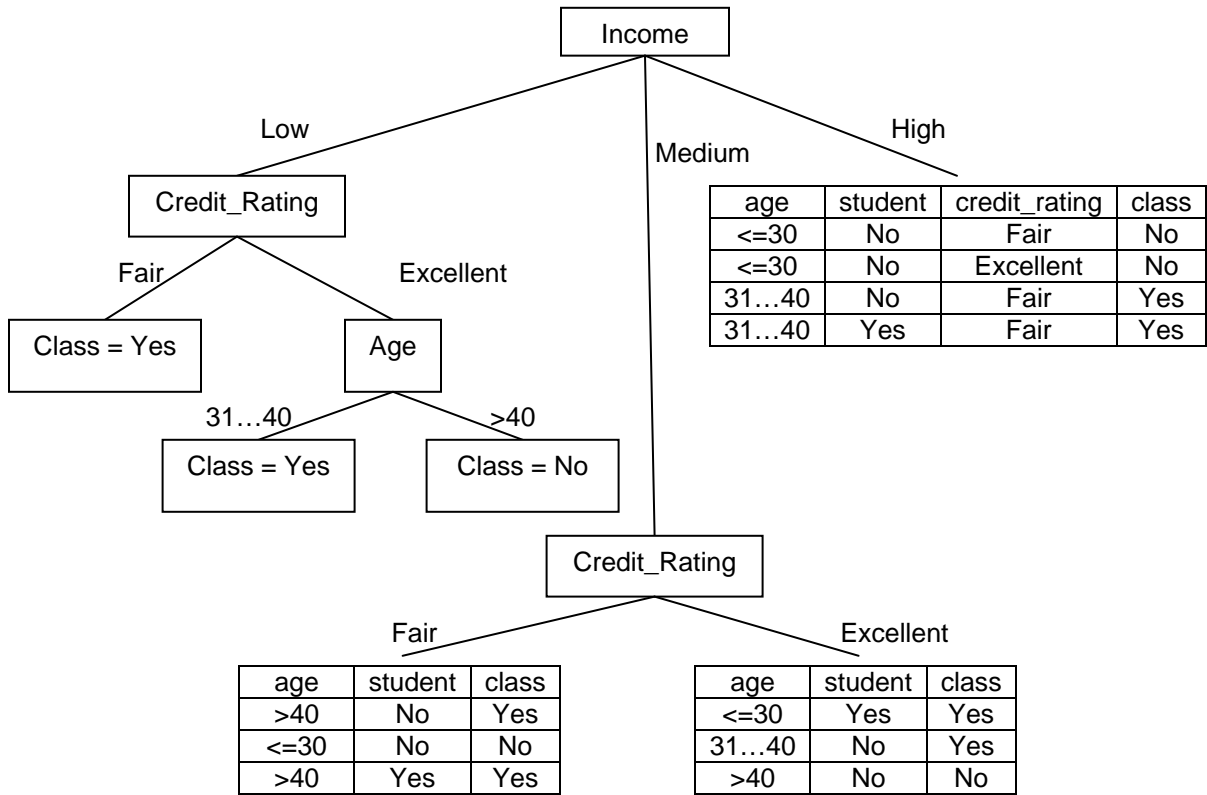 Income
Low
Medium
High
Credit_Rating
age student credit_rating class
<=30 No Fair No
<=30 No Excellent No
31…40 No Fair Yes
31…40 Yes Fair Yes
Fair
Excellent
Class = Yes
Age
31…40
>40
Class = Yes
Class = No
Credit_Rating
Fair
Excellent
age student class
>40 No Yes
<=30 No No
>40 Yes Yes
age student class
<=30 Yes Yes
31…40 No Yes
>40 No No